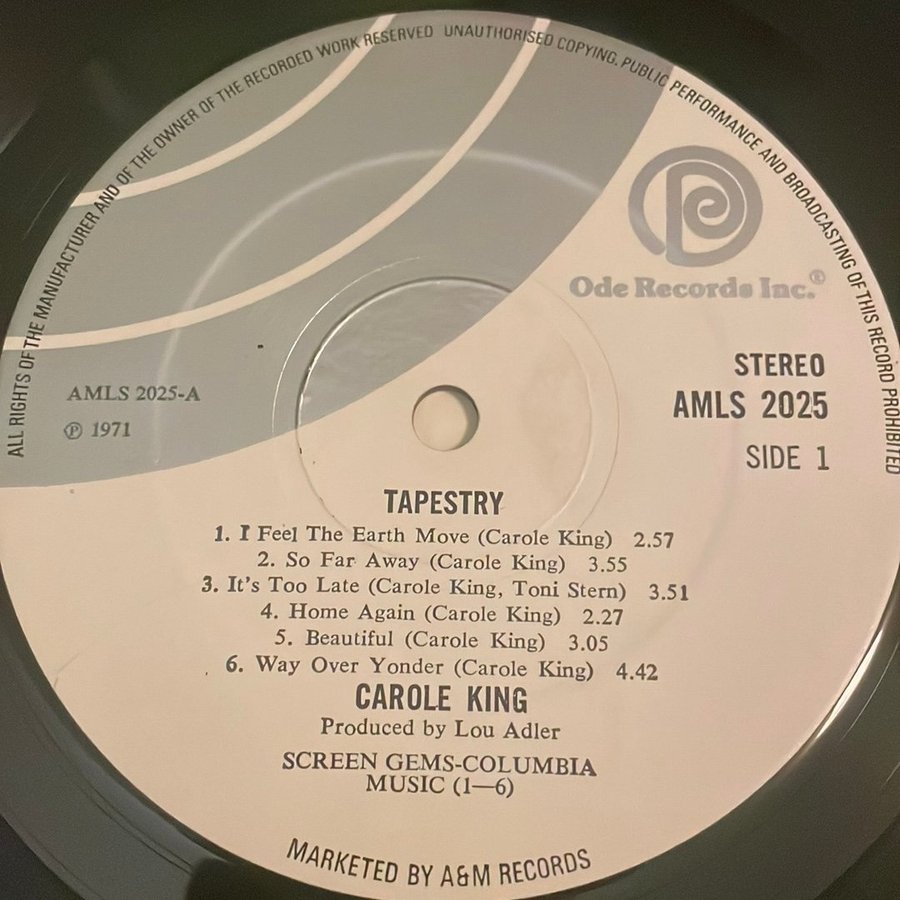 ALL RIGHTS OF THE MANUFACTURER AND OF THE OWNER OF THE RECORDED WORK RESERVED UNAUTHORISED COPYING, PUBLIC PERFORMANCE AND BROADCASTING OF THIS RECORD PROHIBITED
Ode Records Inc.®
STEREO
AMLS 2025
SIDE 1
AMLS 2025-A
℗ 1971
TAPESTRY
1. I Feel The Earth Move (Carole King) 2.57
2. So Far Away (Carole King) 3.55
3. It's Too Late (Carole King, Toni Stern) 3.51
4. Home Again (Carole King) 2.27
5. Beautiful (Carole King) 3.05
6. Way Over Yonder (Carole King) 4.42
CAROLE KING
Produced by Lou Adler
SCREEN GEMS-COLUMBIA
MUSIC (1—6)
MARKETED BY A&M RECORDS